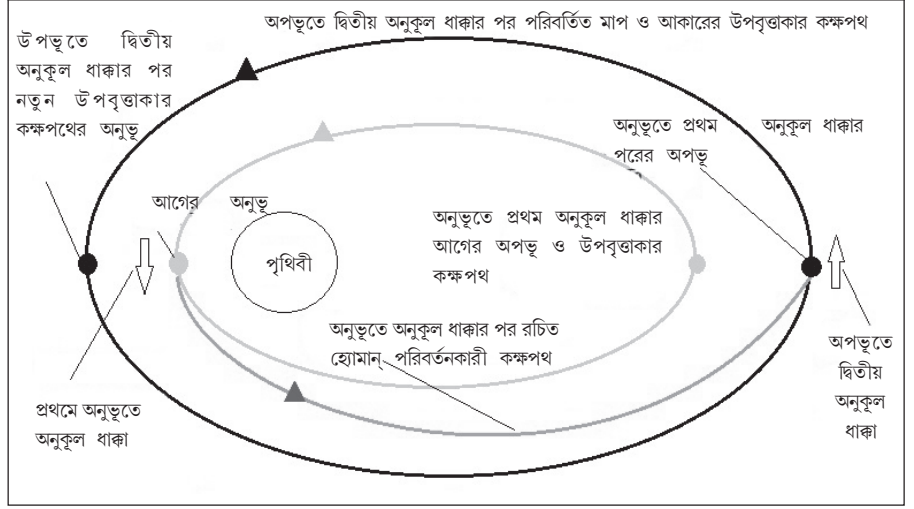 অপভূতে দ্বিতীয় অনুকূল ধাক্কার পর পরিবর্তিত মাপ ও আকারের উপবৃত্তাকার কক্ষপথ
উপভূতে দ্বিতীয়
অনুকূল ধাক্কার পর
নতুন উপবৃত্তাকার
কক্ষপথের অনুভূ
অনুভূতে প্রথম অনুকূল ধাক্কার
পরের অপভূ
আগের অনুভূ
পৃথিবী
অনুভূতে প্রথম অনুকূল ধাক্কার
আগের অপভূ ও উপবৃত্তাকার
কক্ষপথ
অনুভূতে অনুকূল ধাক্কার পর রচিত
হোমান্ পরিবর্তনকারী কক্ষপথ
অপভূতে
দ্বিতীয়
অনুকূল
ধাক্কা
প্রথমে অনুভূতে
অনুকূল ধাক্কা